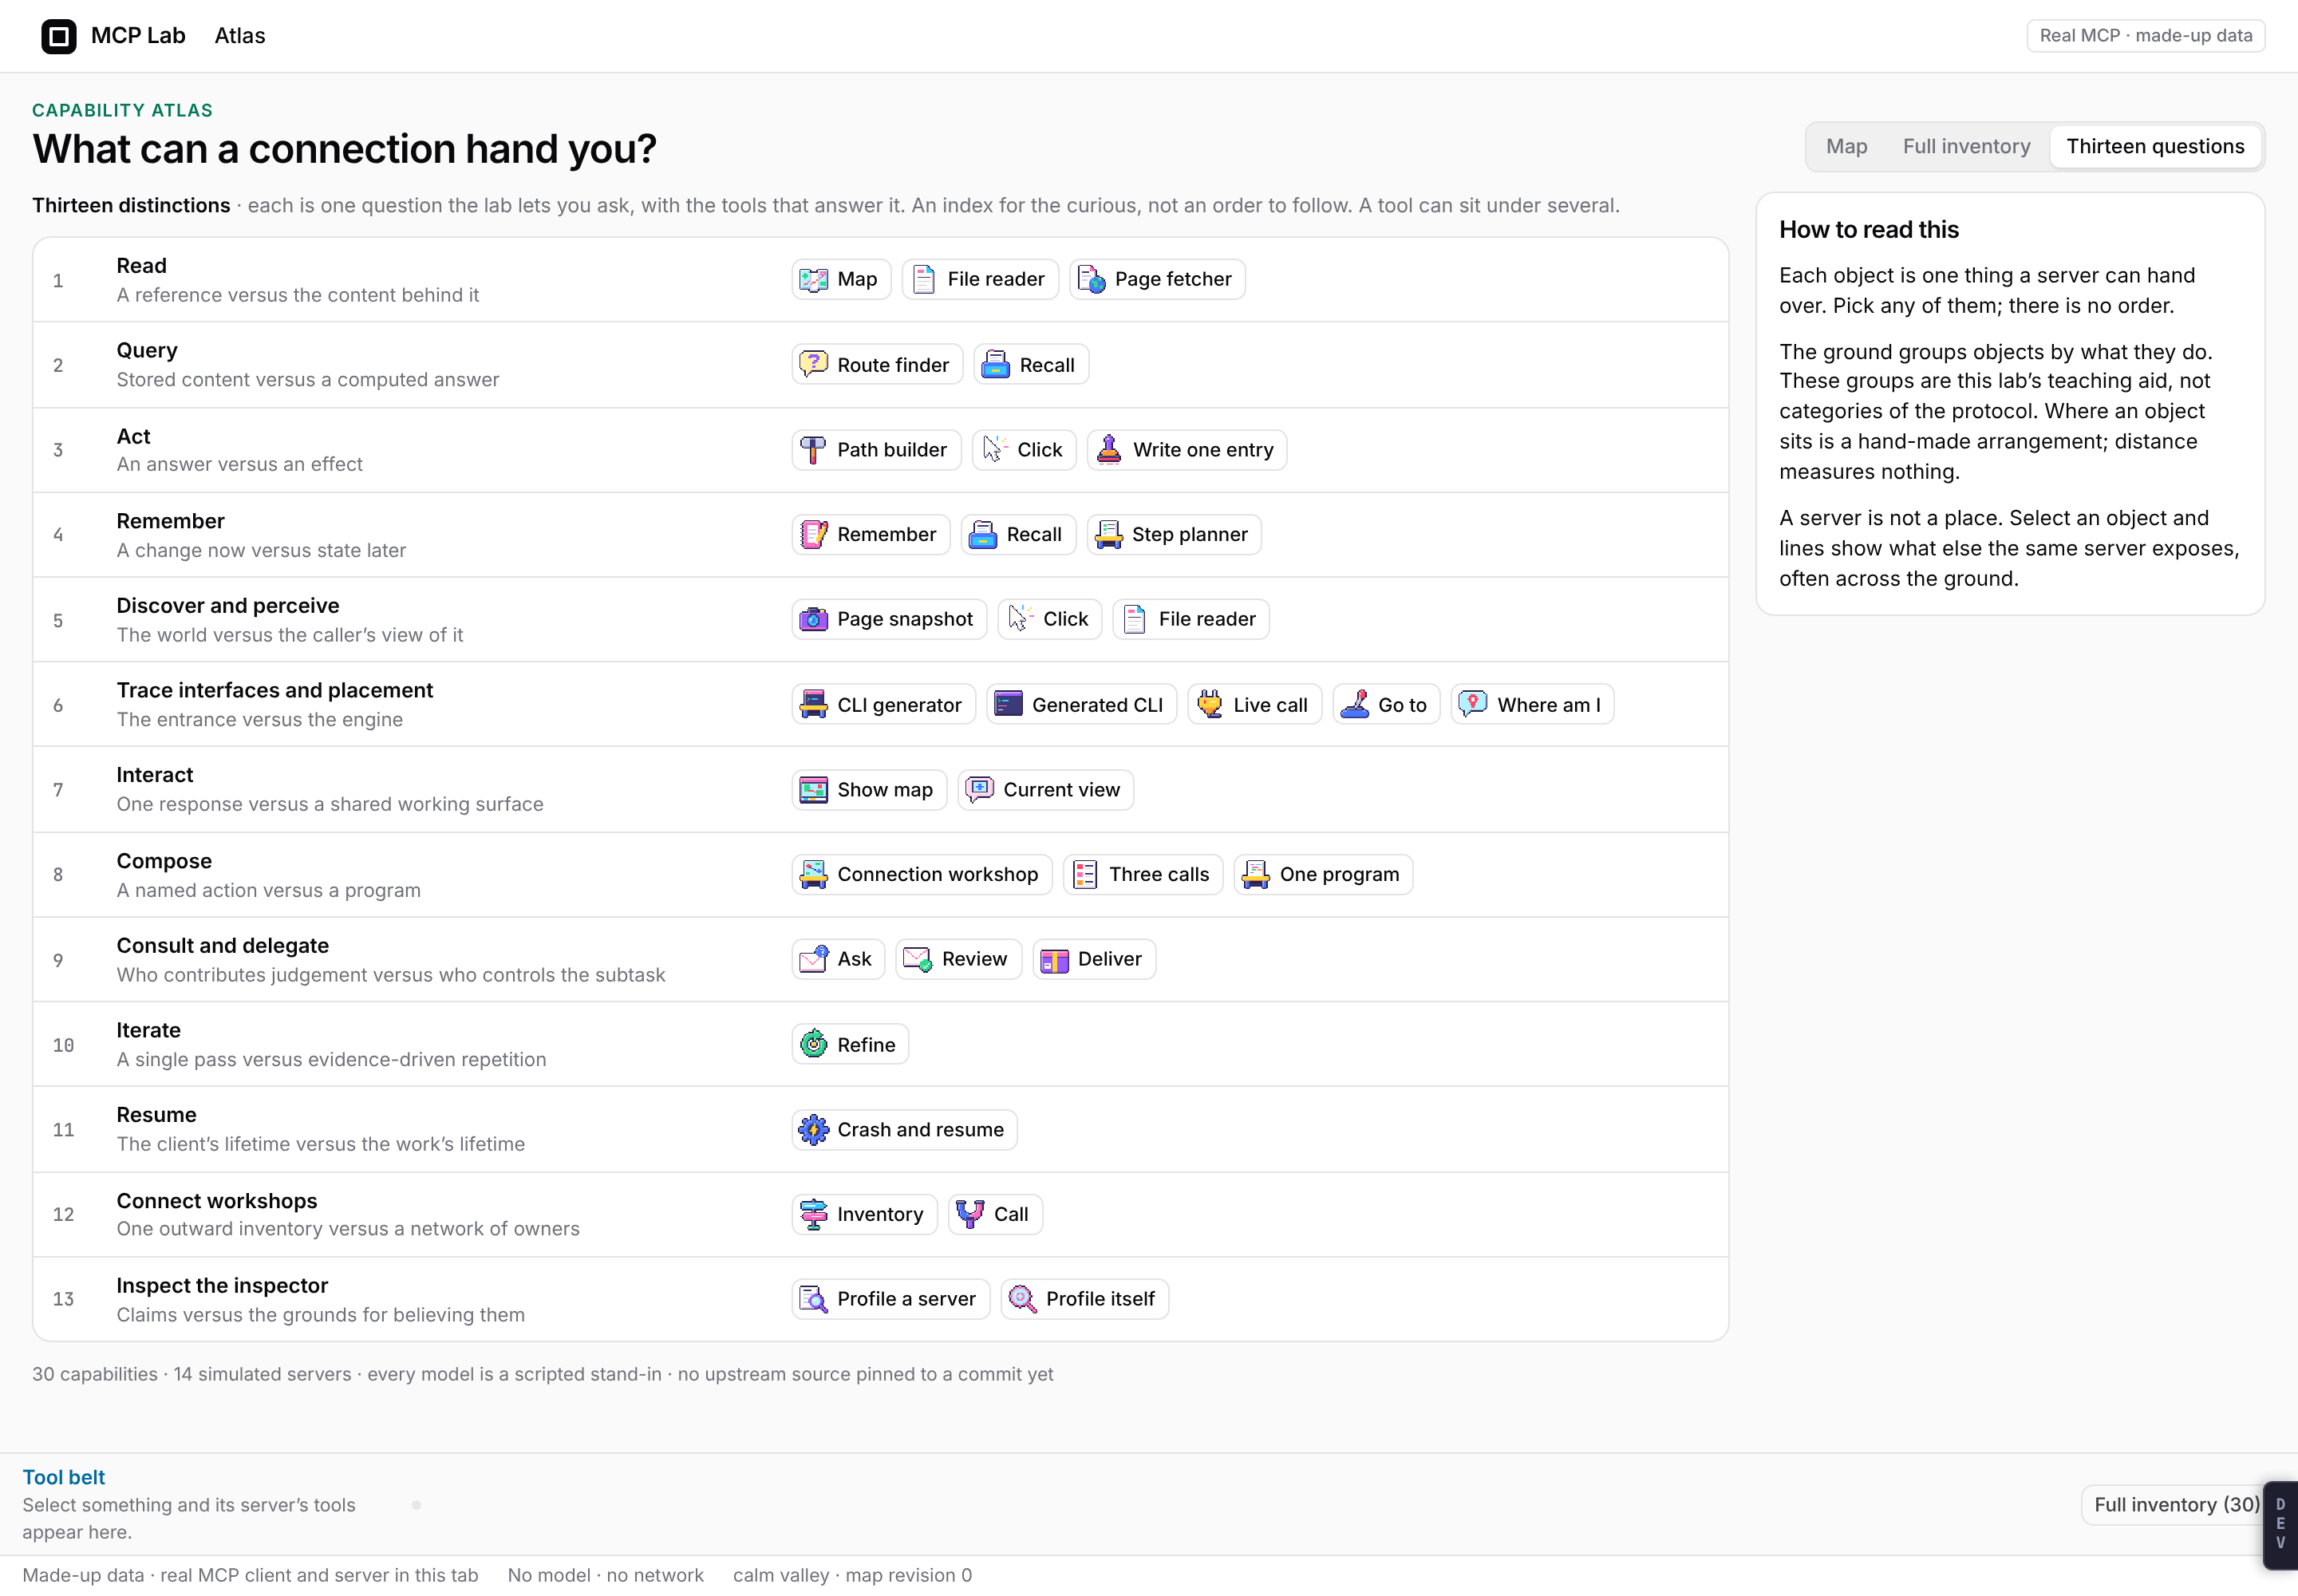 MCP Lab Atlas
Real MCP · made-up data
CAPABILITY ATLAS
What can a connection hand you?
Map Full inventory Thirteen questions
Thirteen distinctions · each is one question the lab lets you ask, with the tools that answer it. An index for the curious, not an order to follow. A tool can sit under several.
1
Read
A reference versus the content behind it
Map File reader Page fetcher
2
Query
Stored content versus a computed answer
Route finder Recall
3
Act
An answer versus an effect
Path builder Click Write one entry
4
Remember
A change now versus state later
Remember Recall Step planner
5
Discover and perceive
The world versus the caller’s view of it
Page snapshot Click File reader
6
Trace interfaces and placement
The entrance versus the engine
CLI generator Generated CLI Live call Go to Where am I
7
Interact
One response versus a shared working surface
Show map Current view
8
Compose
A named action versus a program
Connection workshop Three calls One program
9
Consult and delegate
Who contributes judgement versus who controls the subtask
Ask Review Deliver
10
Iterate
A single pass versus evidence-driven repetition
Refine
11
Resume
The client’s lifetime versus the work’s lifetime
Crash and resume
12
Connect workshops
One outward inventory versus a network of owners
Inventory Call
13
Inspect the inspector
Claims versus the grounds for believing them
Profile a server Profile itself
How to read this
Each object is one thing a server can hand
over. Pick any of them; there is no order.
The ground groups objects by what they do.
These groups are this lab’s teaching aid, not
categories of the protocol. Where an object
sits is a hand-made arrangement; distance
measures nothing.
A server is not a place. Select an object and
lines show what else the same server exposes,
often across the ground.
30 capabilities · 14 simulated servers · every model is a scripted stand-in · no upstream source pinned to a commit yet
Tool belt
Select something and its server’s tools
appear here.
Full inventory (30)
DEV
Made-up data · real MCP client and server in this tab No model · no network calm valley · map revision 0